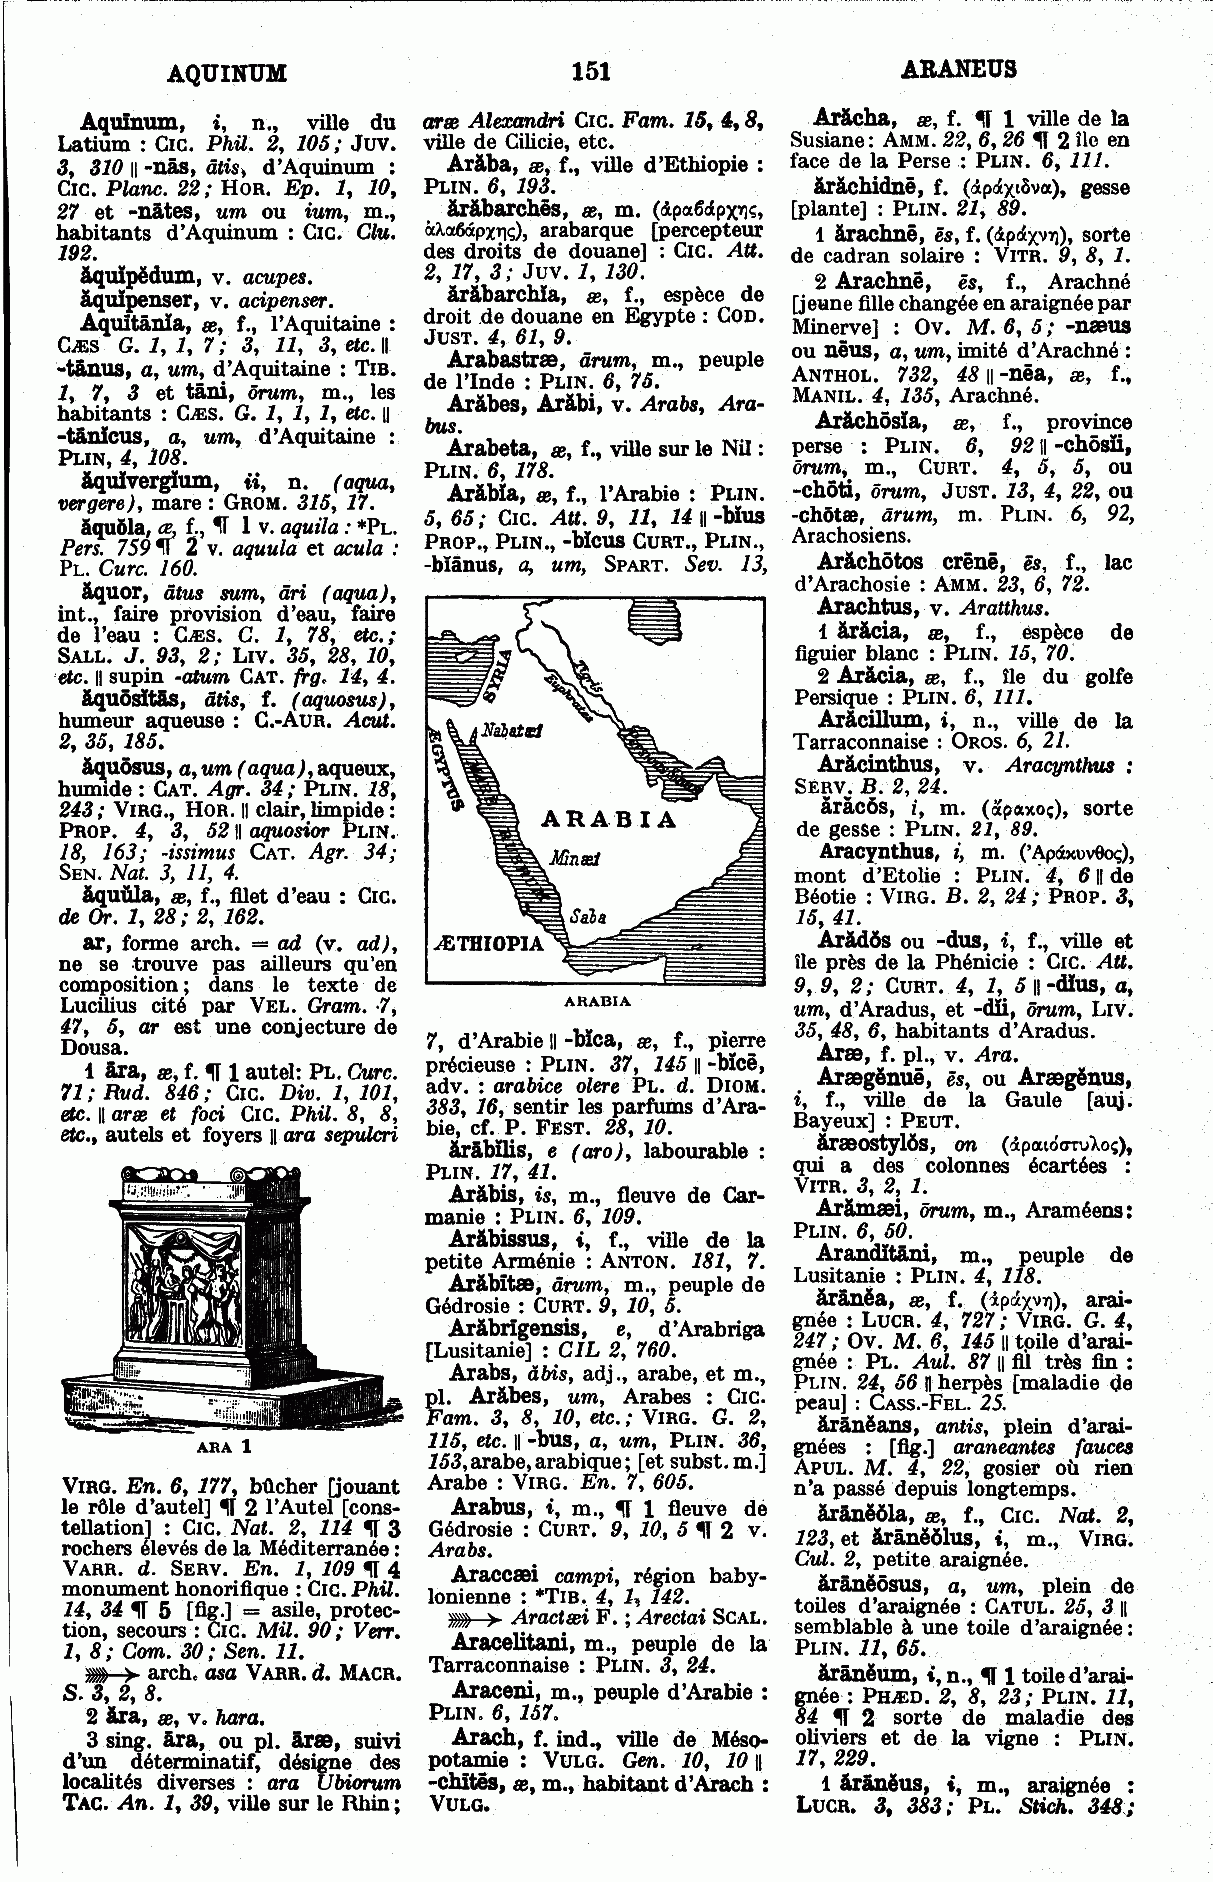 AQUINUM 151 ARANEUS
Aquīnum, i, n., ville du
Latium : CIC. Phil. 2, 105; JUV.
3, 310 ‖ -nās, ātis, d'Aquinum :
CIC. Planc. 22; HOR. Ep. 1, 10,
27 et -nātes, um ou ium, m.,
habitants d'Aquinum : CIC. Clu.
192.
ăquĭpĕdum, v. acupes.
ăquĭpenser, v. acipenser.
Aquītānĭa, æ, f., l'Aquitaine :
CÆS G. 1, 1, 7; 3, 11, 3, etc. ‖
-tānus, a, um, d'Aquitaine : TIB.
1, 7, 3 et tāni, ōrum, m., les
habitants : CÆS. G. 1, 1, 1, etc. ‖
-tānĭcus, a, um, d'Aquitaine :
PLIN, 4, 108.
ăquĭvergĭum, ii, n. (aqua,
vergere), mare : GROM. 315, 17.
ăquŏla, æ, f., ¶ 1 v. aquila : *PL.
Pers. 759 ¶ 2 v. aquula et acula :
PL. Curc. 160.
ăquor, ātus sum, āri (aqua),
int., faire provision d'eau, faire
de l'eau : CÆS. C. 1, 78, etc.;
SALL. J. 93, 2; LIV. 35, 28, 10,
etc. ‖ supin -atum CAT. frg. 14, 4.
ăquōsĭtās, ātis, f. (aquosus),
humeur aqueuse : C.-AUR. Acut.
2, 35, 185.
ăquōsus, a, um (aqua), aqueux,
humide : CAT. Agr. 34; PLIN. 18,
243; VIRG., HOR. ‖ clair, limpide :
PROP. 4, 3, 52 ‖ aquosior PLIN.
18, 163; -issimus CAT. Agr. 34;
SEN. Nat. 3, 11, 4.
ăquŭla, æ, f., filet d'eau : CIC.
de Or. 1, 28; 2, 162.
ar, forme arch. = ad (v. ad),
ne se trouve pas ailleurs qu'en
composition; dans le texte de
Lucilius cité par VEL. Gram. 7,
47, 5, ar est une conjecture de
Dousa.
1 āra, æ, f. ¶ 1 autel: PL. Curc.
71; Rud. 846; CIC. Div. 1, 101,
etc. ‖ aræ et foci CIC. Phil. 8, 8,
etc., autels et foyers ‖ ara sepulcri
ARA 1
VIRG. En. 6, 177, bûcher [jouant
le rôle d'autel] ¶ 2 l'Autel [cons-
tellation] : CIC. Nat. 2, 114 ¶ 3
rochers élevés de la Méditerranée :
VARR. d. SERV. En. 1, 109 ¶ 4
monument honorifique : CIC. Phil.
14, 34 ¶ 5 [fig.] = asile, protec-
tion, secours : CIC. Mil. 90; Verr.
1, 8; Com. 30; Sen. 11.
arch. asa VARR. d. MACR.
S. 3, 2, 8.
2 ăra, æ, v. hara.
3 sing. āra, ou pl. āræ, suivi
d'un déterminatif, désigne des
localités diverses : ara Ubiorum
TAC. An. 1, 39, ville sur le Rhin;
aræ Alexandri CIC. Fam. 15, 4, 8,
ville de Cilicie, etc.
Arăba, æ, f., ville d'Ethiopie :
PLIN. 6, 193.
ărăbarchēs, æ, m. (ἀραβάρχης,
ἀλαβάρχης), arabarque [percepteur
des droits de douane] : CIC. Att.
2, 17, 3; JUV. 1, 130.
ărăbarchĭa, æ, f., espèce de
droit de douane en Egypte : COD.
JUST. 4, 61, 9.
Arabastræ, ārum, m., peuple
de l'Inde : PLIN. 6, 75.
Arăbes, Arăbi, v. Arabs, Ara-
bus.
Arabeta, æ, f., ville sur le Nil :
PLIN. 6, 178.
Arăbĭa, æ, f., l'Arabie : PLIN.
5, 65; CIC. Att. 9, 11, 14 ‖ -bĭus
PROP., PLIN., -bĭcus CURT., PLIN.,
-bĭānus, a, um, SPART. Sev. 13,
SYRIA
Tigris
Euphrates
Nabatæi
ÆGYPTUS
MARE RUBRUM
ARABIA
Minæi
Saba
ÆTHIOPIA
ARABIA
7, d'Arabie ‖ -bĭca, æ, f., pierre
précieuse : PLIN. 37, 145 ‖ -bĭcē,
adv. : arabice olere PL. d. DIOM.
383, 16, sentir les parfums d'Ara-
bie, cf. P. FEST. 28, 10.
ărābĭlis, e (aro), labourable :
PLIN. 17, 41.
Arăbis, is, m., fleuve de Car-
manie : PLIN. 6, 109.
Arăbissus, i, f., ville de la
petite Arménie : ANTON. 181, 7.
Arăbītæ, ārum, m., peuple de
Gédrosie : CURT. 9, 10, 5.
Arăbrĭgensis, e, d'Arabriga
[Lusitanie] : CIL 2, 760.
Arabs, ăbis, adj., arabe, et m.,
pl. Arăbes, um, Arabes : CIC.
Fam. 3, 8, 10, etc.; VIRG. G. 2,
115, etc. ‖ -bus, a, um, PLIN. 36,
153, arabe, arabique; [et subst. m.]
Arabe : VIRG. En. 7, 605.
Arabus, i, m., ¶ 1 fleuve de
Gédrosie : CURT. 9, 10, 5 ¶ 2 v.
Arabs.
Araccæi campi, région baby-
lonienne : *TIB. 4, 1, 142.
Aractæi F. ; Arectai SCAL.
Aracelitani, m., peuple de la
Tarraconnaise : PLIN. 3, 24.
Araceni, m., peuple d'Arabie :
PLIN. 6, 157.
Arach, f. ind., ville de Méso-
potamie : VULG. Gen. 10, 10 ‖
-chītēs, æ, m., habitant d'Arach :
VULG.
Arăcha, æ, f. ¶ 1 ville de la
Susiane: AMM. 22, 6, 26 ¶ 2 île en
face de la Perse : PLIN. 6, 111.
ărăchidnē, f. (ἀράχιδνα), gesse
[plante] : PLIN. 21, 89.
1 ărachnē, ēs, f. (ἀράχνη), sorte
de cadran solaire : VITR. 9, 8, 1.
2 Arachnē, ēs, f., Arachné
[jeune fille changée en araignée par
Minerve] : OV. M. 6, 5; -næus
ou nēus, a, um, imité d'Arachné :
ANTHOL. 732, 48 ‖ -nēa, æ, f.,
MANIL. 4, 135, Arachné.
Arăchōsĭa, æ, f., province
perse : PLIN. 6, 92 ‖ -chōsĭi,
ōrum, m., CURT. 4, 5, 5, ou
-chōti, ōrum, JUST. 13, 4, 22, ou
-chōtæ, ārum, m. PLIN. 6, 92,
Arachosiens.
Arăchōtos crēnē, ēs, f., lac
d'Arachosie : AMM. 23, 6, 72.
Arachtus, v. Aratthus.
1 ărăcia, æ, f., espèce de
figuier blanc : PLIN. 15, 70.
2 Arăcia, æ, f., île du golfe
Persique : PLIN. 6, 111.
Arăcillum, i, n., ville de la
Tarraconnaise : OROS. 6, 21.
Arăcinthus, v. Aracynthus :
SERV. B. 2, 24.
ărăcŏs, i, m. (ἄρακος), sorte
de gesse : PLIN. 21, 89.
Aracynthus, i, m. (Ἀράκυνθος),
mont d'Etolie : PLIN. 4, 6 ‖ de
Béotie : VIRG. B. 2, 24; PROP. 3,
15, 41.
Arădŏs ou -dus, i, f., ville et
île près de la Phénicie : CIC. Att.
9, 9, 2; CURT. 4, 1, 5 ‖ -dĭus, a,
um, d'Aradus, et -dĭi, ōrum, LIV.
35, 48, 6, habitants d'Aradus.
Aræ, f. pl., v. Ara.
Arægĕnuē, ēs, ou Arægĕnus,
i, f., ville de la Gaule [auj.
Bayeux] : PEUT.
ăræostylŏs, on (ἀραιόστυλος),
qui a des colonnes écartées :
VITR. 3, 2, 1.
Arămæi, ōrum, m., Araméens:
PLIN. 6, 50.
Arandĭtāni, m., peuple de
Lusitanie : PLIN. 4, 118.
ărānĕa, æ, f. (ἀράχνη), arai-
gnée : LUCR. 4, 727; VIRG. G. 4,
247; OV. M. 6, 145 ‖ toile d'arai-
gnée : PL. Aul. 87 ‖ fil très fin :
PLIN. 24, 56 ‖ herpès [maladie de
peau] : CASS.-FEL. 25.
ărānĕans, antis, plein d'arai-
gnées : [fig.] araneantes fauces
APUL. M. 4, 22, gosier où rien
n'a passé depuis longtemps.
ărānĕŏla, æ, f., CIC. Nat. 2,
123, et ărānĕŏlus, i, m., VIRG.
Cul. 2, petite araignée.
ărānĕōsus, a, um, plein de
toiles d'araignée : CATUL. 25, 3 ‖
semblable à une toile d'araignée :
PLIN. 11, 65.
ărānĕum, i, n., ¶ 1 toile d'arai-
gnée : PHÆD. 2, 8, 23; PLIN. 11,
84 ¶ 2 sorte de maladie des
oliviers et de la vigne : PLIN.
17, 229.
1 ărānĕus, i, m., araignée :
LUCR. 3, 383; PL. Stich. 348;